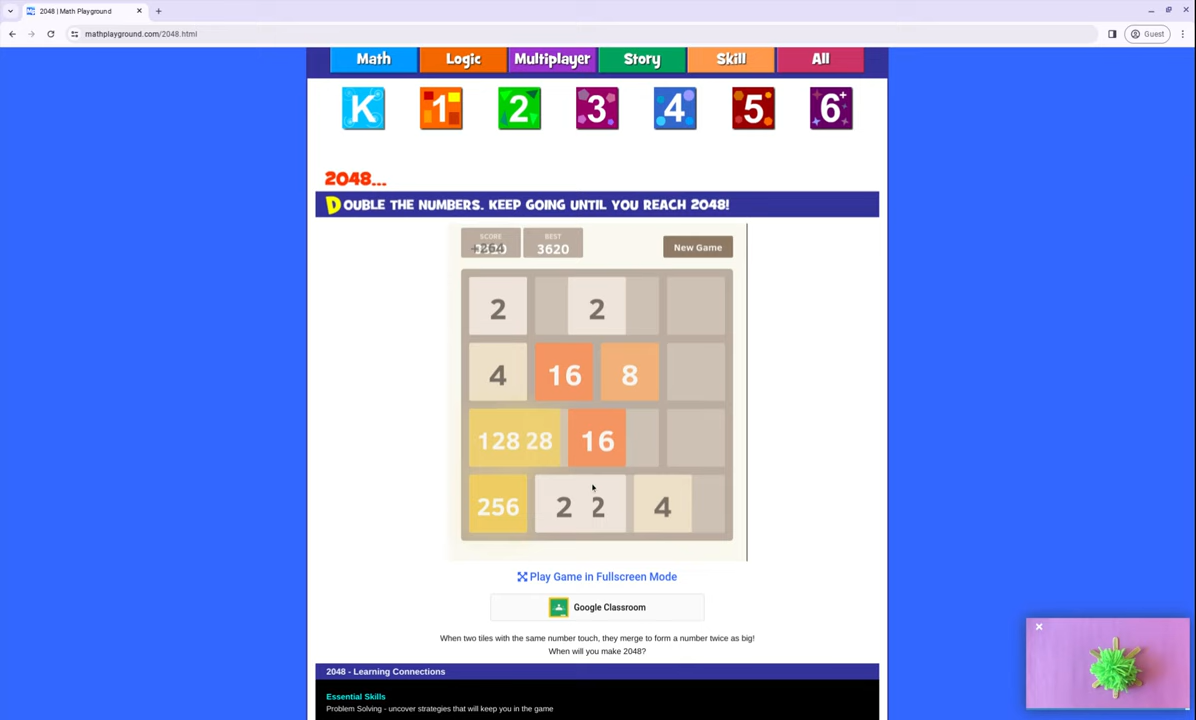 2048 | Math Playground
mathplayground.com/2048.html
Guest
Math Logic Multiplayer Story Skill All
K 1 2 3 4 5 6
2048...
DOUBLE THE NUMBERS. KEEP GOING UNTIL YOU REACH 2048!
SCORE BEST
3620 New Game
2 2
4 16 8
128 28 16
256 2 2 4
Play Game in Fullscreen Mode
Google Classroom
When two tiles with the same number touch, they merge to form a number twice as big!
When will you make 2048?
2048 - Learning Connections
Essential Skills
Problem Solving - uncover strategies that will keep you in the game